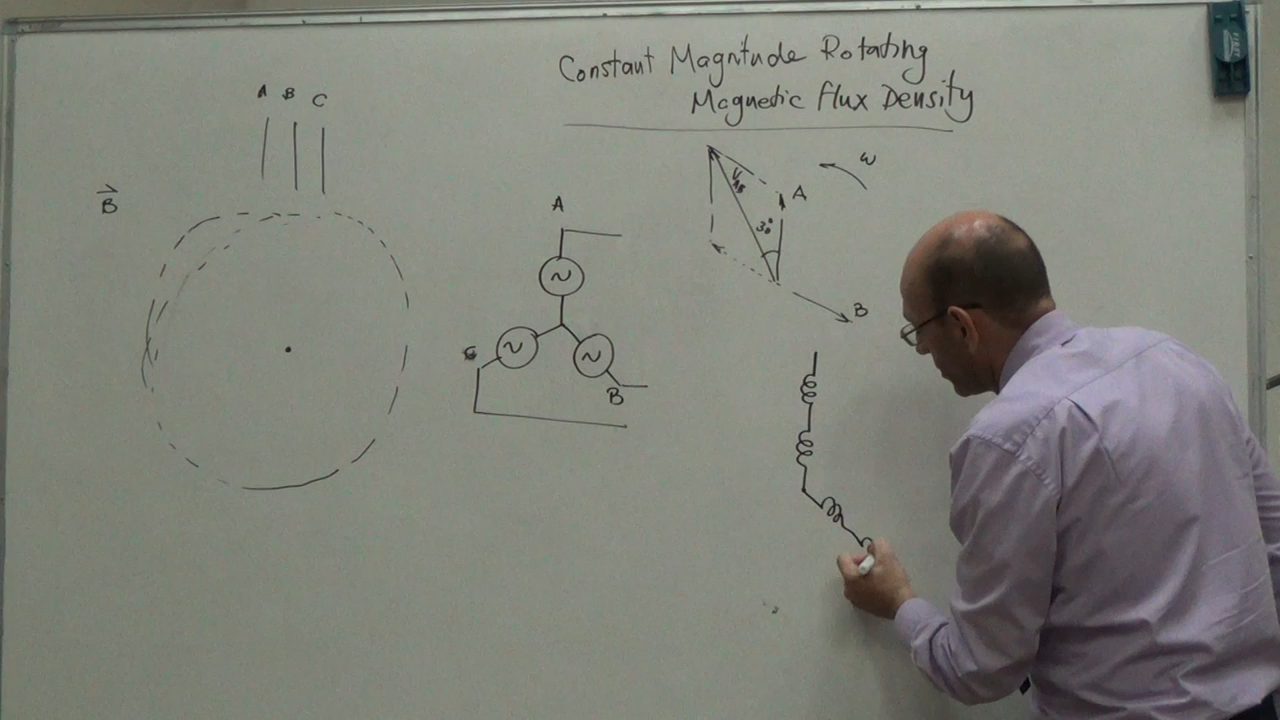 Constant Magnitude Rotating
Magnetic Flux Density
A B C
B
A
C
B
ω
A
30°
B